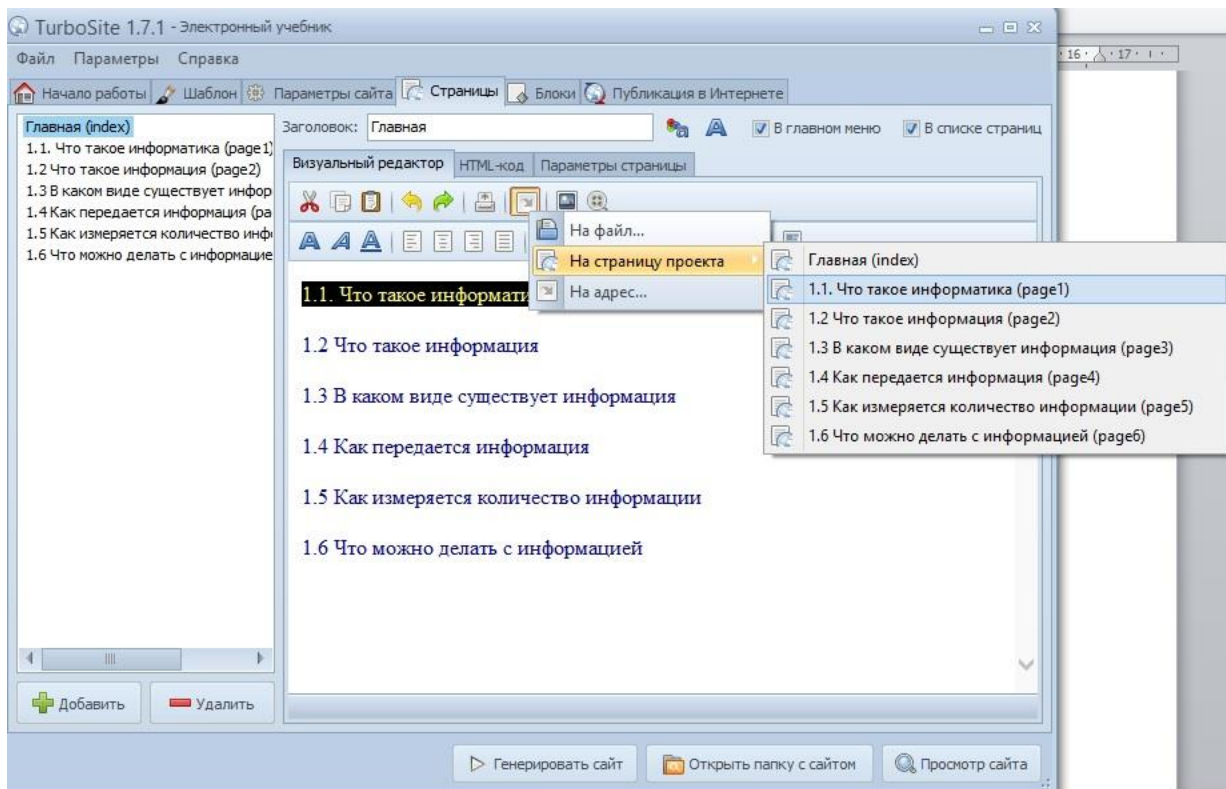 TurboSite 1.7.1 - Электронный учебник
Файл Параметры Справка
16 17
Начало работы Шаблон Параметры сайта Страницы Блоки Публикация в Интернете
Главная (index)
1.1. Что такое информатика (page1)
1.2 Что такое информация (page2)
1.3 В каком виде существует инфор
1.4 Как передается информация (pa
1.5 Как измеряется количество инфо
1.6 Что можно делать с информацие
Добавить Удалить
Заголовок: Главная В главном меню В списке страниц
Визуальный редактор HTML-код Параметры страницы
1.1. Что такое информати
1.2 Что такое информация
1.3 В каком виде существует информация
1.4 Как передается информация
1.5 Как измеряется количество информации
1.6 Что можно делать с информацией
На файл...
На страницу проекта
На адрес...
Главная (index)
1.1. Что такое информатика (page1)
1.2 Что такое информация (page2)
1.3 В каком виде существует информация (page3)
1.4 Как передается информация (page4)
1.5 Как измеряется количество информации (page5)
1.6 Что можно делать с информацией (page6)
Генерировать сайт Открыть папку с сайтом Просмотр сайта